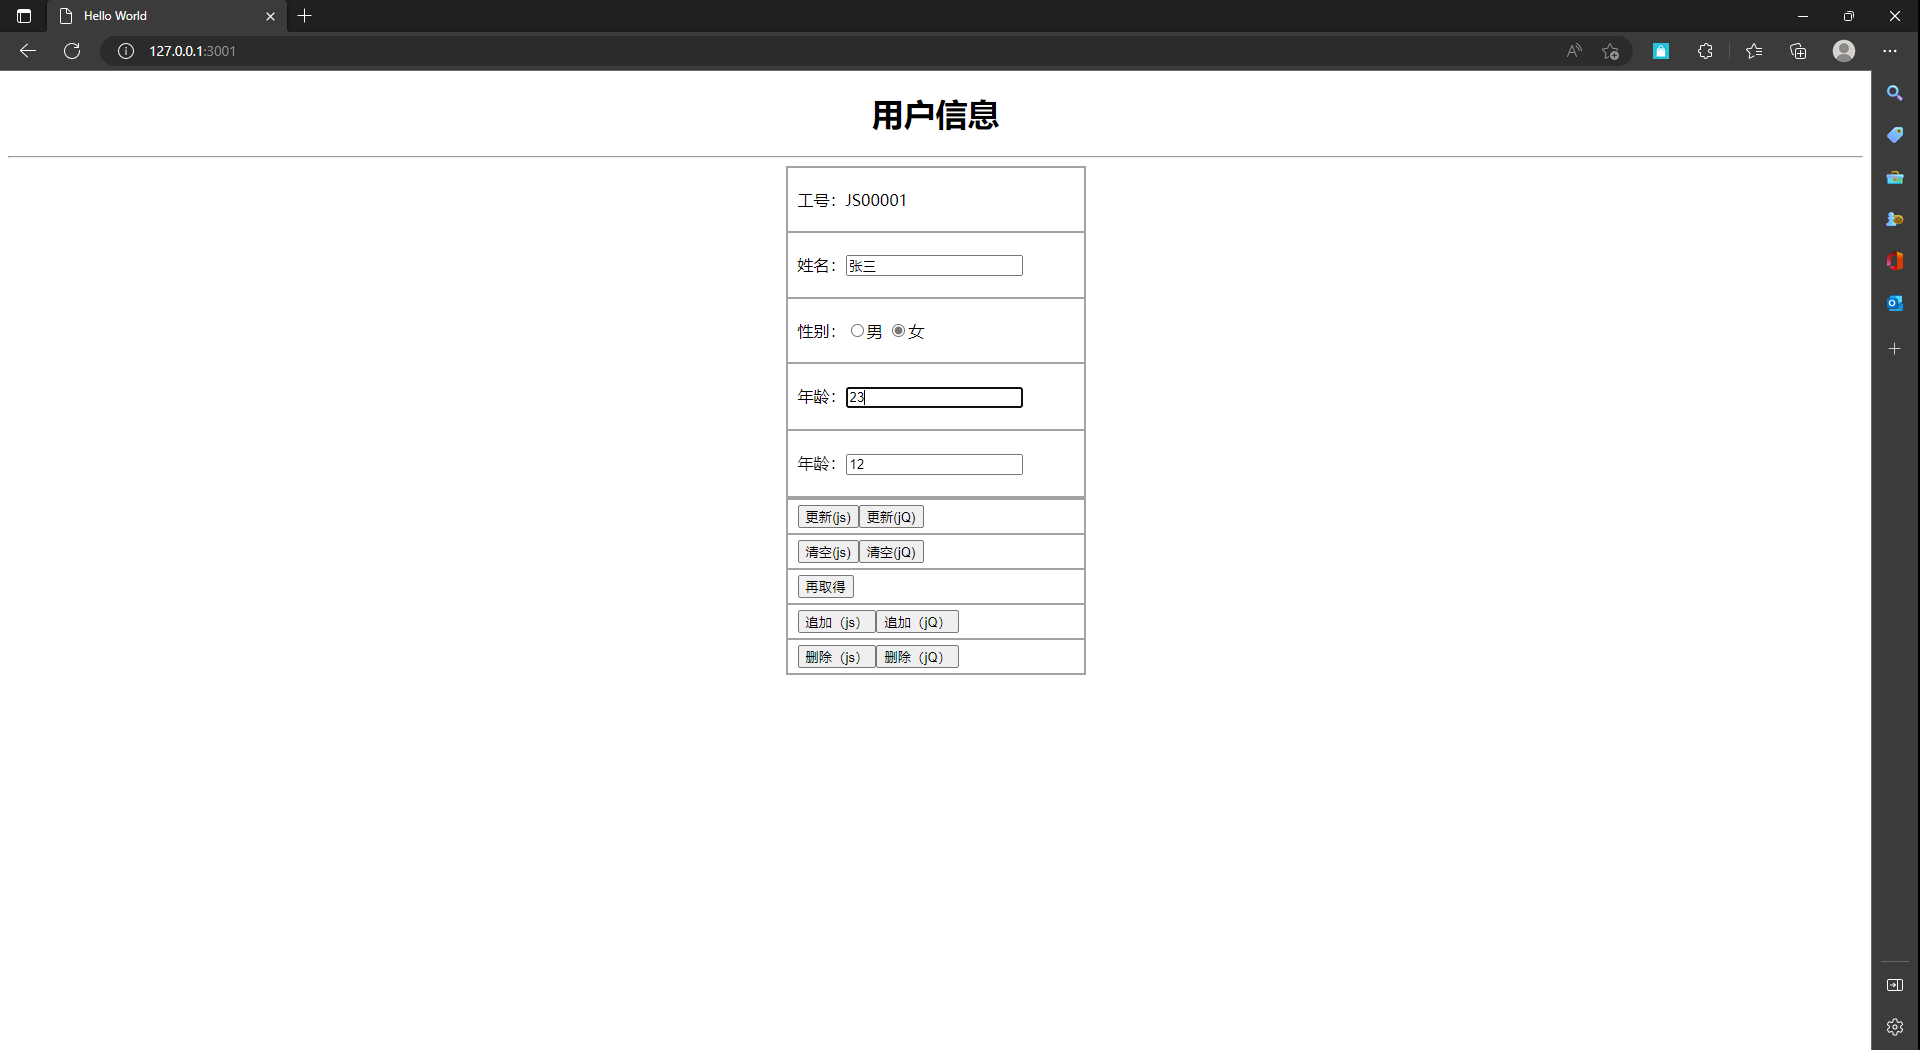 Hello World
127.0.0.1:3001
用户信息
工号：JS00001
姓名：张三
性别：男 女
年龄：23
年龄：12
更新(js) 更新(jQ)
清空(js) 清空(jQ)
再取得
追加（js） 追加（jQ）
删除（js） 删除（jQ）